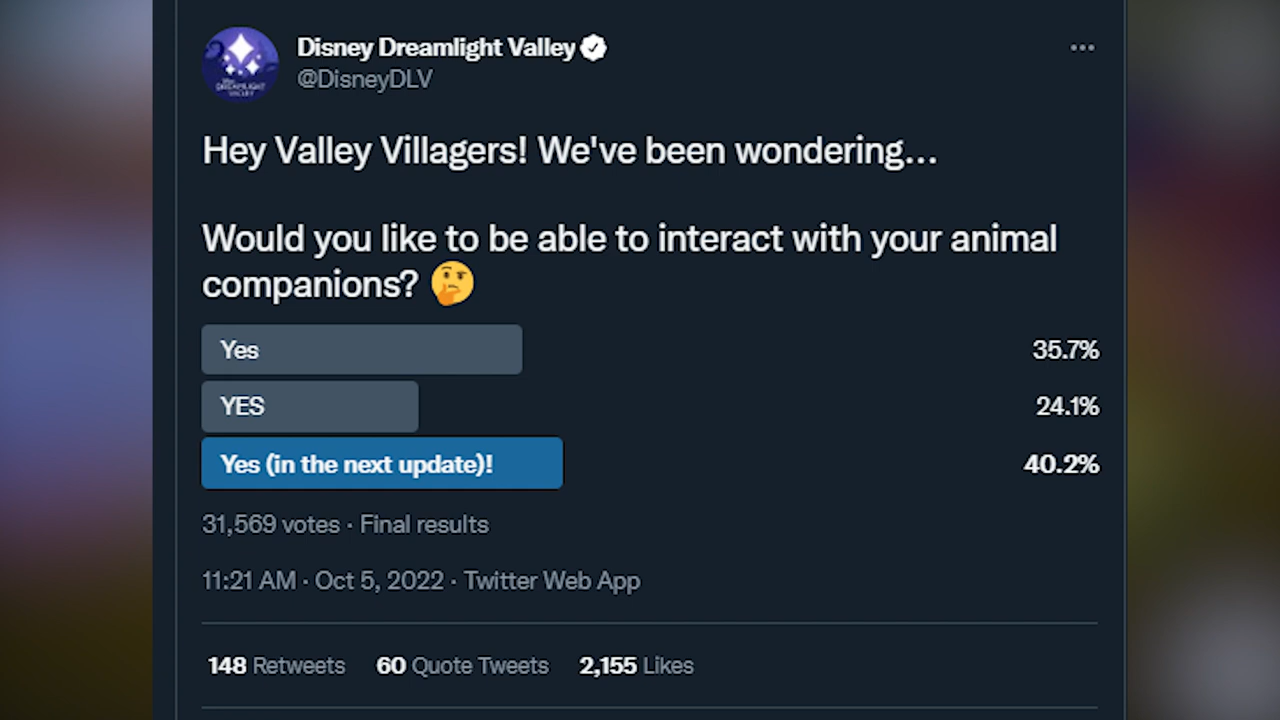 Disney Dreamlight Valley
@DisneyDLV
Hey Valley Villagers! We've been wondering...
Would you like to be able to interact with your animal
companions? 🤔
Yes 35.7%
YES 24.1%
Yes (in the next update)! 40.2%
31,569 votes · Final results
11:21 AM · Oct 5, 2022 · Twitter Web App
148 Retweets 60 Quote Tweets 2,155 Likes